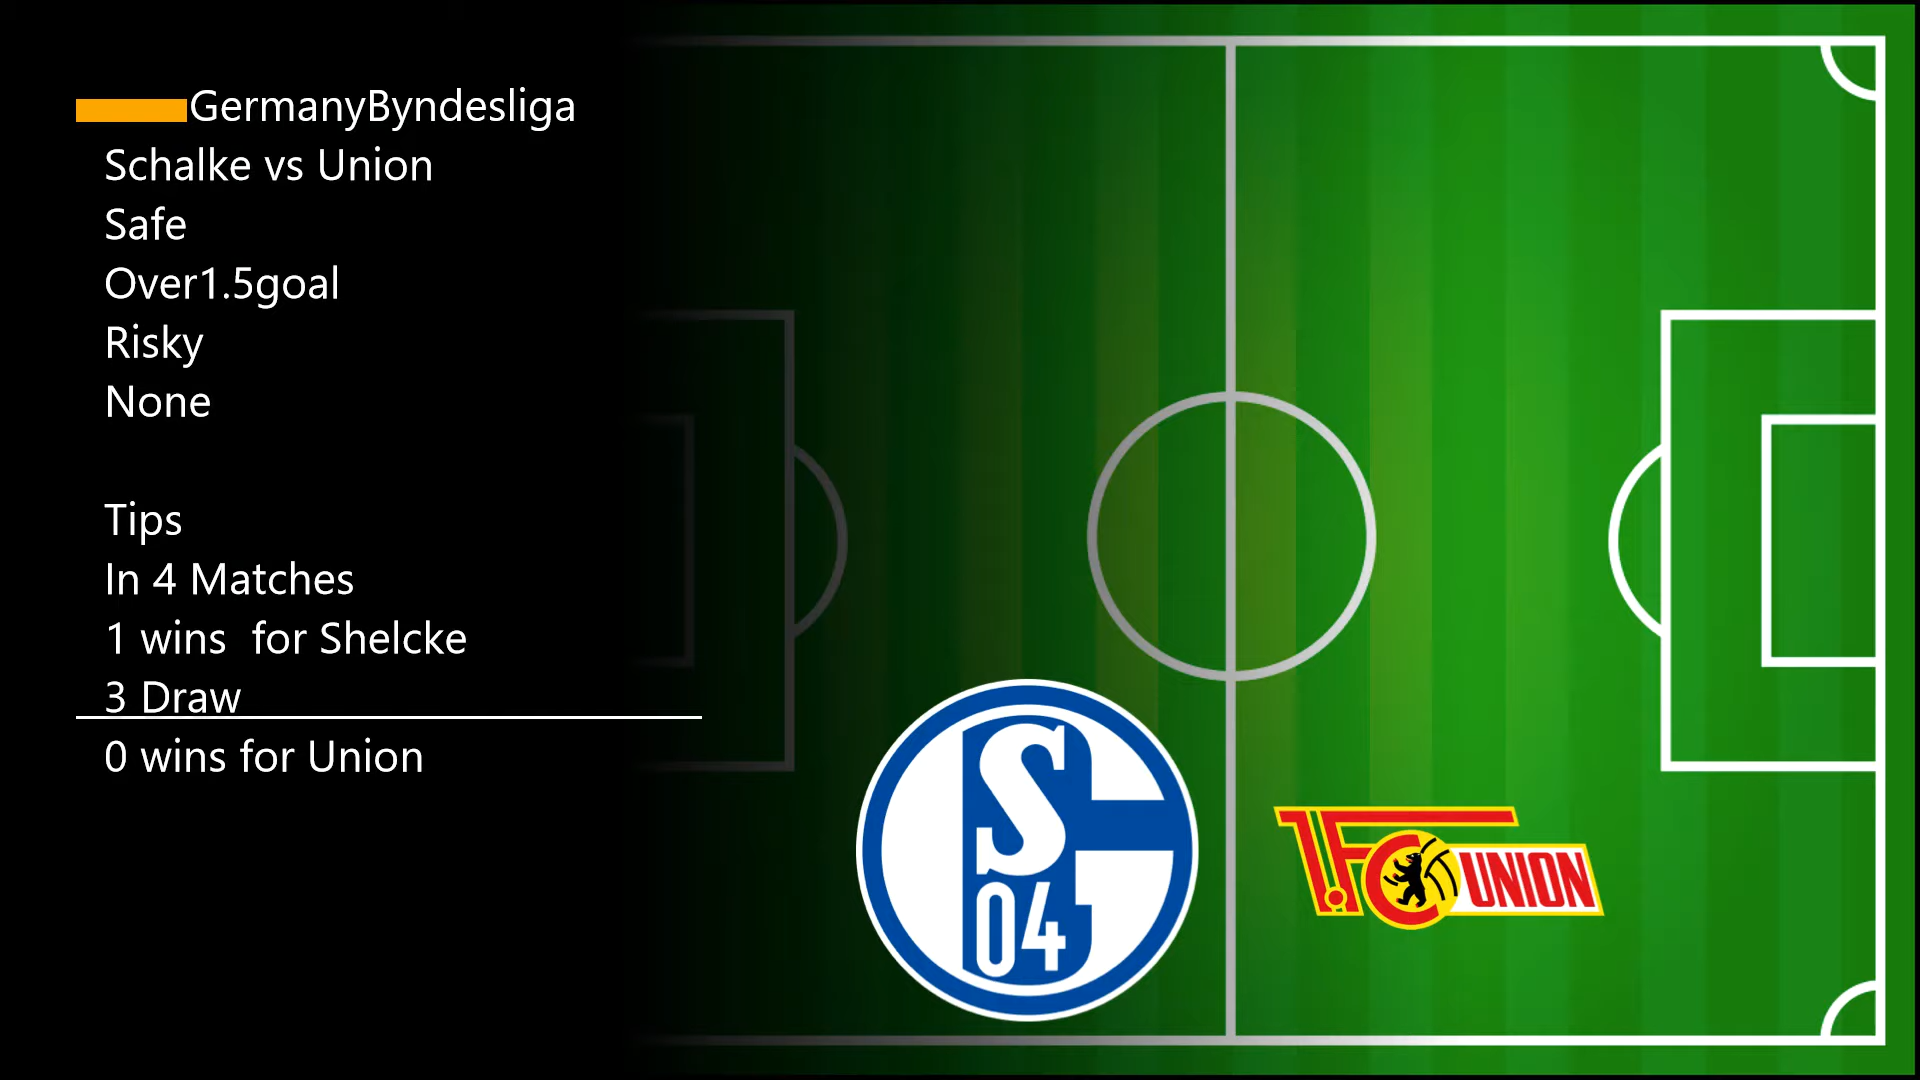 GermanyByndesliga
Schalke vs Union
Safe
Over1.5goal
Risky
None
Tips
In 4 Matches
1 wins  for Shelcke
3 Draw
0 wins for Union
S
04
1.FC UNION